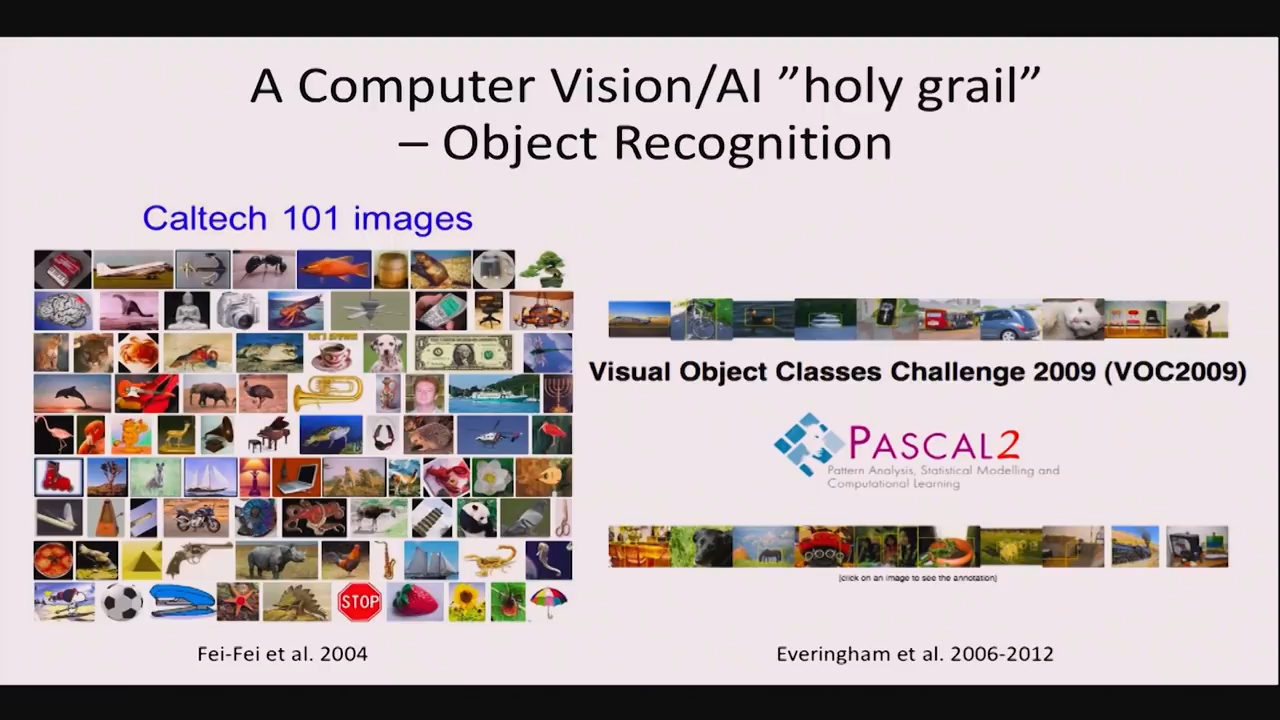 A Computer Vision/AI ”holy grail”
– Object Recognition
Caltech 101 images
STOP
Fei-Fei et al. 2004
Visual Object Classes Challenge 2009 (VOC2009)
PASCAL2
Pattern Analysis, Statistical Modelling and
Computational Learning
[click on an image to see the annotation]
Everingham et al. 2006-2012